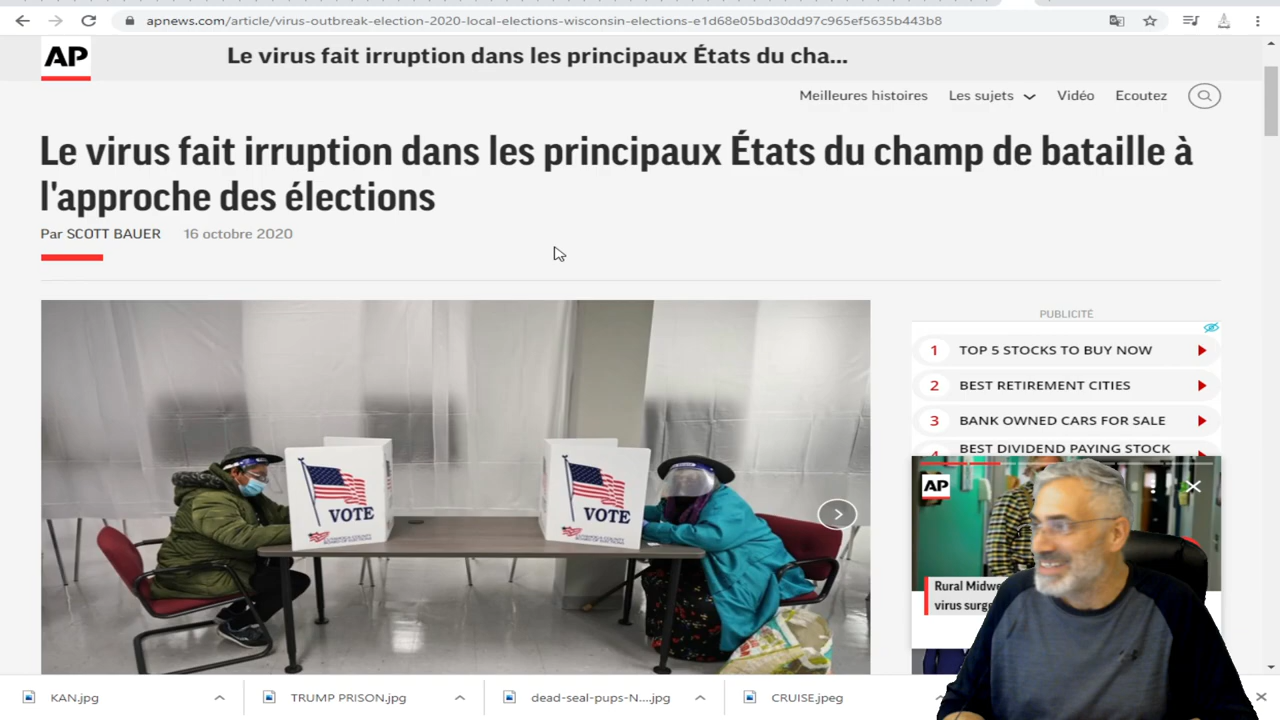 apnews.com/article/virus-outbreak-election-2020-local-elections-wisconsin-elections-e1d68e05bd30dd97c965ef5635b443b8
AP
Le virus fait irruption dans les principaux États du cha...
Meilleures histoires Les sujets Vidéo Ecoutez
Le virus fait irruption dans les principaux États du champ de bataille à
l'approche des élections
Par SCOTT BAUER 16 octobre 2020
PUBLICITÉ
1 TOP 5 STOCKS TO BUY NOW
2 BEST RETIREMENT CITIES
3 BANK OWNED CARS FOR SALE
BEST DIVIDEND PAYING STOCK
VOTE
VOTE
AP
Rural Midwe
virus surge
KAN.jpg TRUMP PRISON.jpg dead-seal-pups-N....jpg CRUISE.jpeg